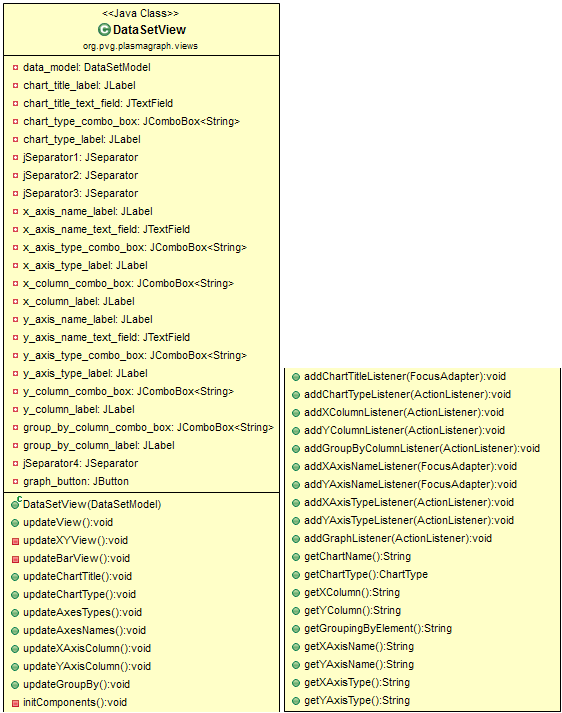 <<Java Class>>
C DataSetView
org.pvg.plasmagraph.views
data_model: DataSetModel
chart_title_label: JLabel
chart_title_text_field: JTextField
chart_type_combo_box: JComboBox<String>
chart_type_label: JLabel
jSeparator1: JSeparator
jSeparator2: JSeparator
jSeparator3: JSeparator
x_axis_name_label: JLabel
x_axis_name_text_field: JTextField
x_axis_type_combo_box: JComboBox<String>
x_axis_type_label: JLabel
x_column_combo_box: JComboBox<String>
x_column_label: JLabel
y_axis_name_label: JLabel
y_axis_name_text_field: JTextField
y_axis_type_combo_box: JComboBox<String>
y_axis_type_label: JLabel
y_column_combo_box: JComboBox<String>
y_column_label: JLabel
group_by_column_combo_box: JComboBox<String>
group_by_column_label: JLabel
jSeparator4: JSeparator
graph_button: JButton
C DataSetView(DataSetModel)
updateView():void
updateXYView():void
updateBarView():void
updateChartTitle():void
updateChartType():void
updateAxesTypes():void
updateAxesNames():void
updateXAxisColumn():void
updateYAxisColumn():void
updateGroupBy():void
initComponents():void
addChartTitleListener(FocusAdapter):void
addChartTypeListener(ActionListener):void
addXColumnListener(ActionListener):void
addYColumnListener(ActionListener):void
addGroupByColumnListener(ActionListener):void
addXAxisNameListener(FocusAdapter):void
addYAxisNameListener(FocusAdapter):void
addXAxisTypeListener(ActionListener):void
addYAxisTypeListener(ActionListener):void
addGraphListener(ActionListener):void
getChartName():String
getChartType():ChartType
getXColumn():String
getYColumn():String
getGroupingByElement():String
getXAxisName():String
getYAxisName():String
getXAxisType():String
getYAxisType():String